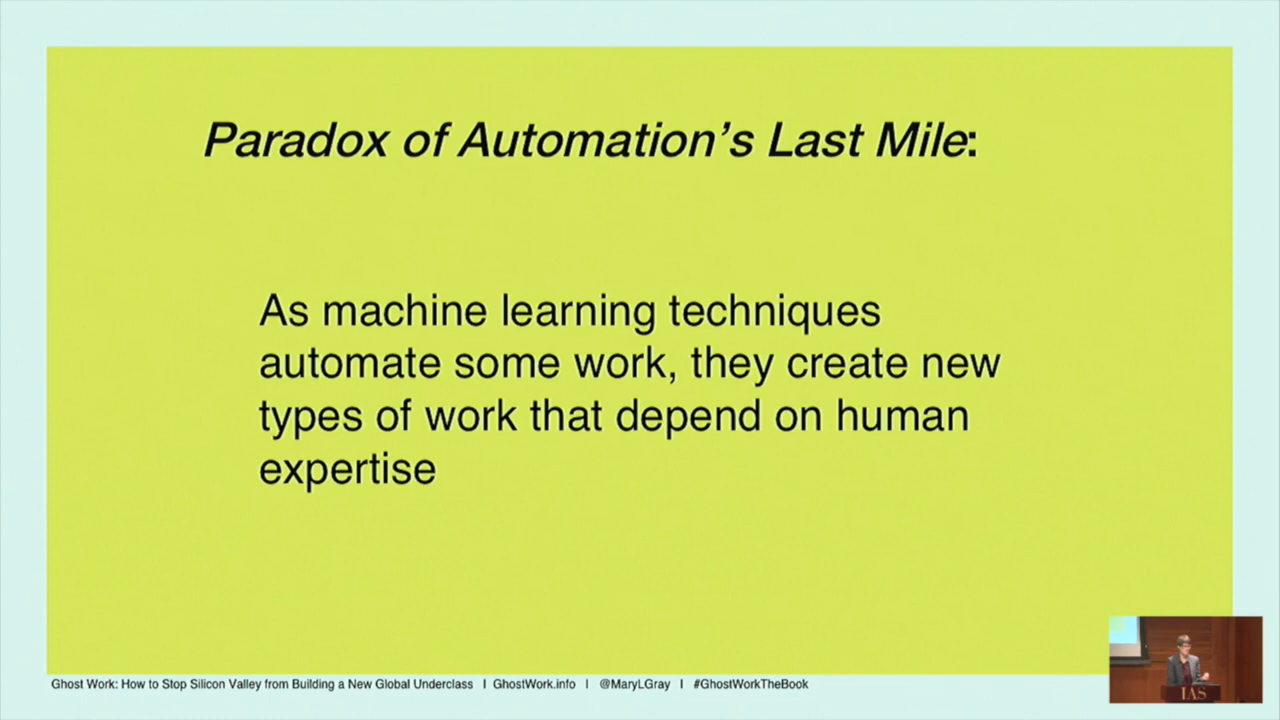 Paradox of Automation’s Last Mile:
As machine learning techniques
automate some work, they create new
types of work that depend on human
expertise
Ghost Work: How to Stop Silicon Valley from Building a New Global Underclass I GhostWork.info I @MaryLGray I #GhostWorkTheBook
IAS